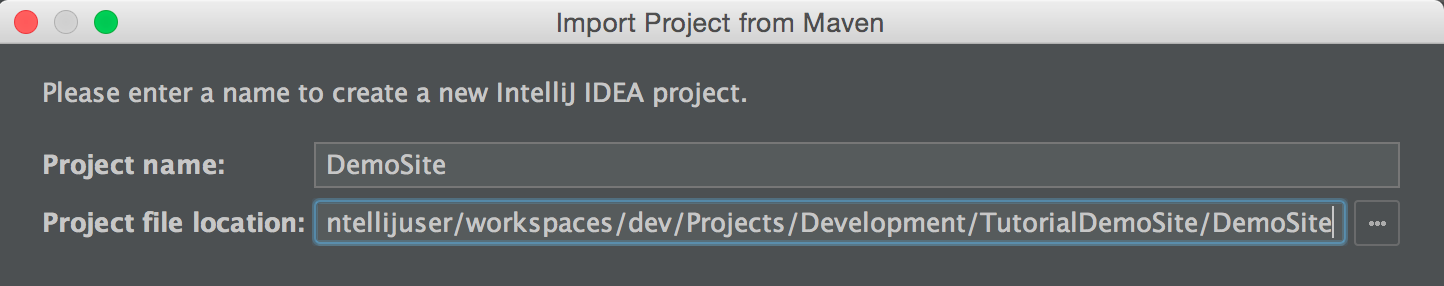 Import Project from Maven
Please enter a name to create a new IntelliJ IDEA project.
Project name: DemoSite
Project file location: ntellijuser/workspaces/dev/Projects/Development/TutorialDemoSite/DemoSite ...